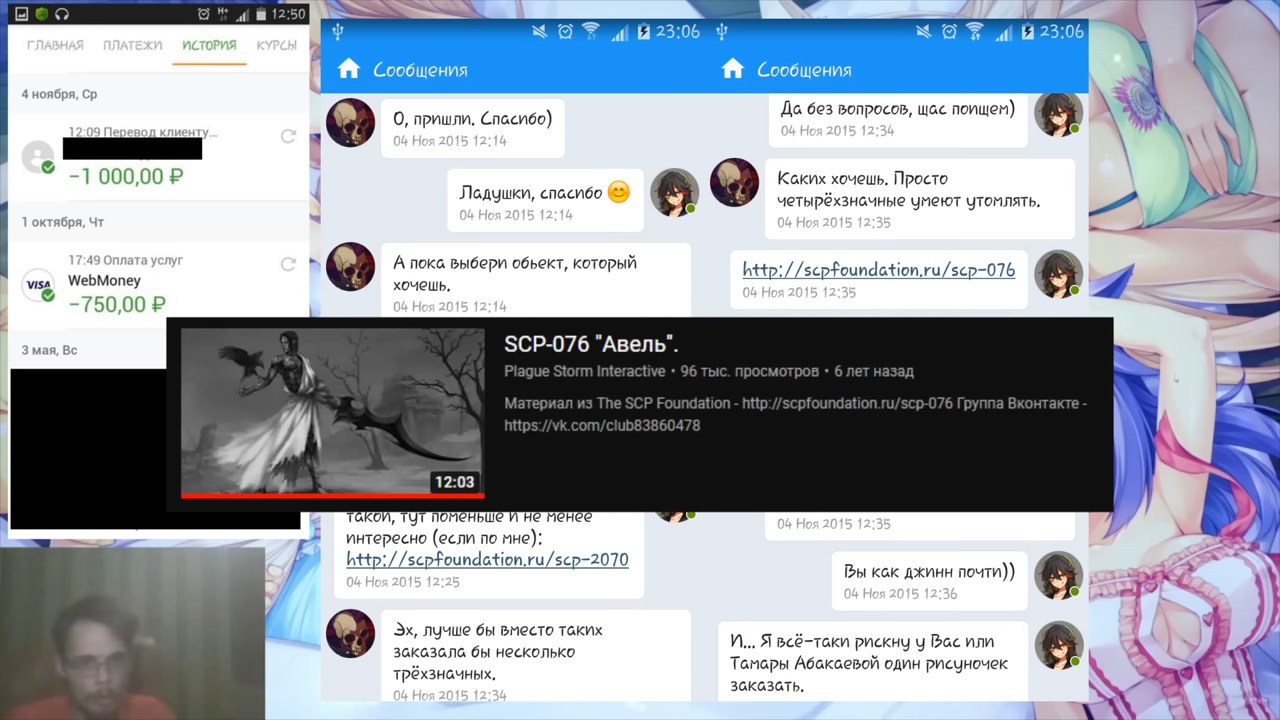 12:50
ГЛАВНАЯ ПЛАТЕЖИ ИСТОРИЯ КУРСЫ
4 ноября, Ср
12:09 Перевод клиенту...
−1 000,00 ₽
1 октября, Чт
17:49 Оплата услуг
VISA WebMoney
−750,00 ₽
3 мая, Вс
23:06
Сообщения
О, пришли. Спасибо)
04 Ноя 2015 12:14
Ладушки, спасибо 😊
04 Ноя 2015 12:14
А пока выбери обьект, который
хочешь.
04 Ноя 2015 12:14
23:06
Сообщения
Да без вопросов, щас поищем)
04 Ноя 2015 12:34
Каких хочешь. Просто
четырёхзначные умеют утомлять.
04 Ноя 2015 12:35
http://scpfoundation.ru/scp-076
04 Ноя 2015 12:35
SCP-076 "Авель".
Plague Storm Interactive • 96 тыс. просмотров • 6 лет назад
Материал из The SCP Foundation - http://scpfoundation.ru/scp-076 Группа Вконтакте -
https://vk.com/club83860478
12:03
такой, тут поменьше и не менее
интересно (если по мне):
http://scpfoundation.ru/scp-2070
04 Ноя 2015 12:25
Эх, лучше бы вместо таких
заказала бы несколько
трёхзначных.
04 Ноя 2015 12:34
04 Ноя 2015 12:35
Вы как джинн почти))
04 Ноя 2015 12:36
И... Я всё-таки рискну у Вас или
Тамары Абакаевой один рисуночек
заказать.